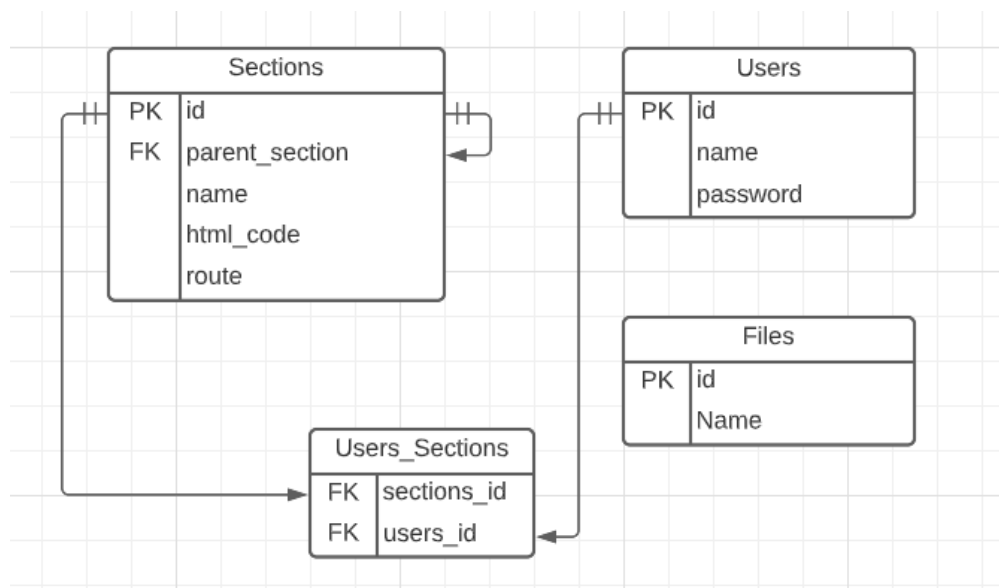 Sections
PK id
FK parent_section
name
html_code
route
Users
PK id
name
password
Files
PK id
Name
Users_Sections
FK sections_id
FK users_id